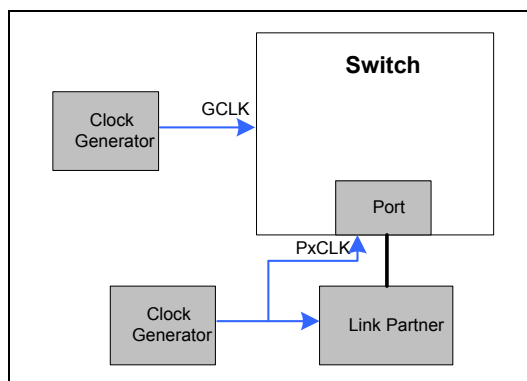 Switch
GCLK
Clock
Generator
Port
PxCLK
Clock
Generator
Link Partner